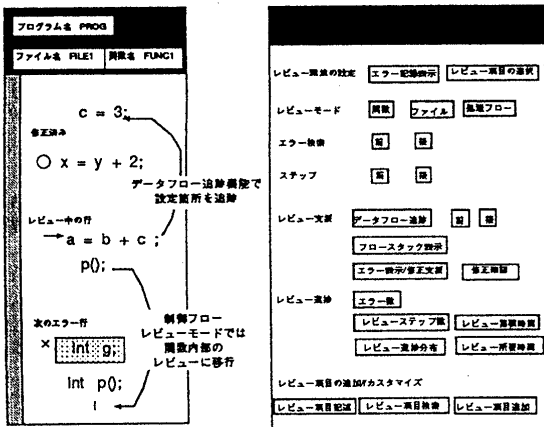 プログラム名 PROG
ファイル名 FILE1 関数名 FUNC1
c = 3;
修正済み
○ x = y + 2;
データフロー追跡機能で
設定箇所を追跡
レビュー中の行
a = b + c ;
p();
制御フロー
レビューモードでは
関数内部の
レビューに移行
次のエラー行
× int g;
int p();
レビュー環境の設定 エラー記録表示 レビュー項目の選択
レビューモード 関数 ファイル 処理フロー
エラー検索 前 後
ステップ 前 後
レビュー支援 データフロー追跡 前 後
フロースタック表示
エラー表示/修正支援 修正確認
レビュー進捗 エラー数
レビューステップ数 レビュー累積時間
レビュー進捗分布 レビュー所要時間
レビュー項目の追加/カスタマイズ
レビュー項目記述 レビュー項目検索 レビュー項目追加